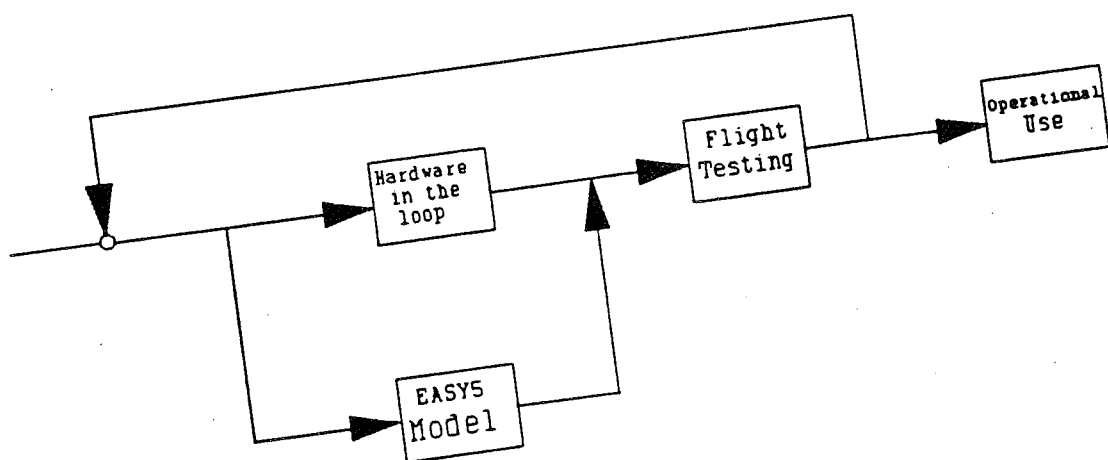 Hardware
in the
loop
EASY5
Model
Flight
Testing
Operational
Use